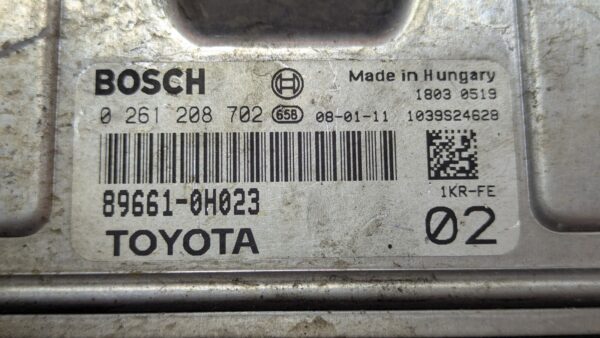 BOSCH Made in Hungary
1803 0519
0 261 208 702 658 08-01-11 1039S24628
1KR-FE
89661-0H023
TOYOTA 02